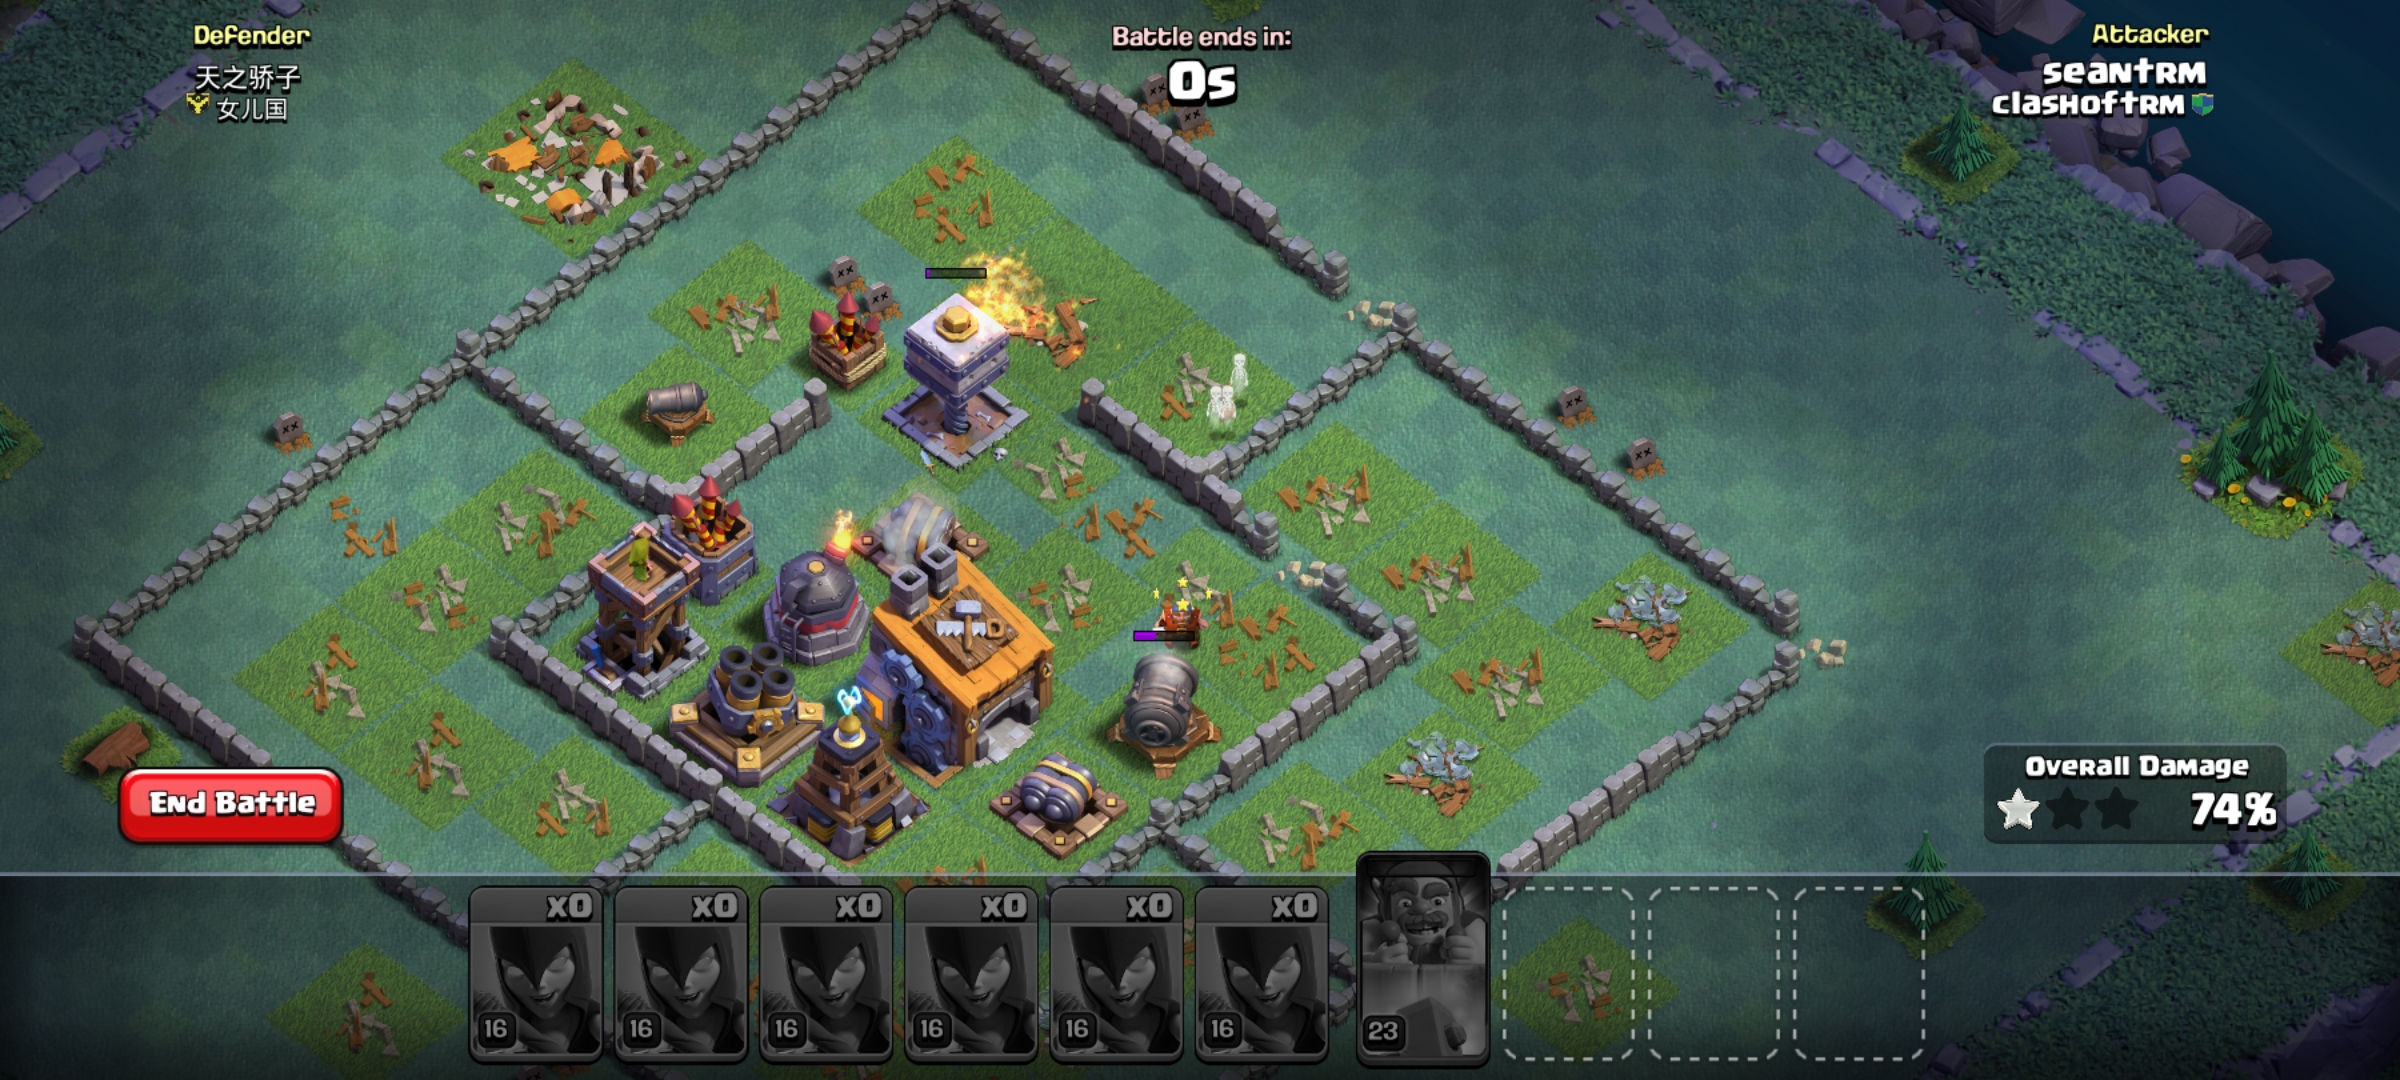 Defender
天之骄子
女儿国
Battle ends in:
0s
Attacker
seantRM
clashoftRM
End Battle
Overall Damage
74%
x0
x0
x0
x0
x0
x0
16
16
16
16
16
16
23